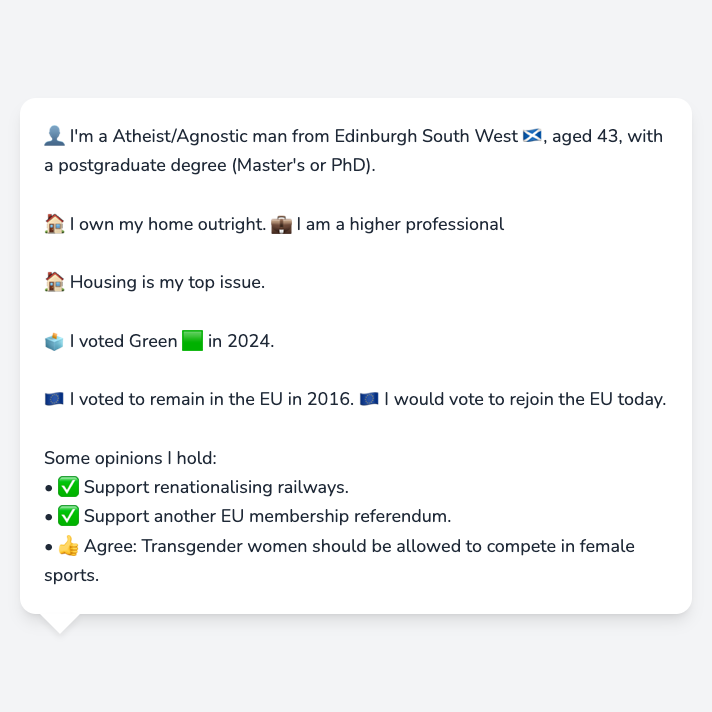 👤 I'm a Atheist/Agnostic man from Edinburgh South West 🏴󠁧󠁢󠁳󠁣󠁴󠁿, aged 43, with
a postgraduate degree (Master's or PhD).
🏠 I own my home outright. 💼 I am a higher professional
🏠 Housing is my top issue.
🗳️ I voted Green 🟩 in 2024.
🇪🇺 I voted to remain in the EU in 2016. 🇪🇺 I would vote to rejoin the EU today.
Some opinions I hold:
• ✅ Support renationalising railways.
• ✅ Support another EU membership referendum.
• 👍 Agree: Transgender women should be allowed to compete in female
sports.